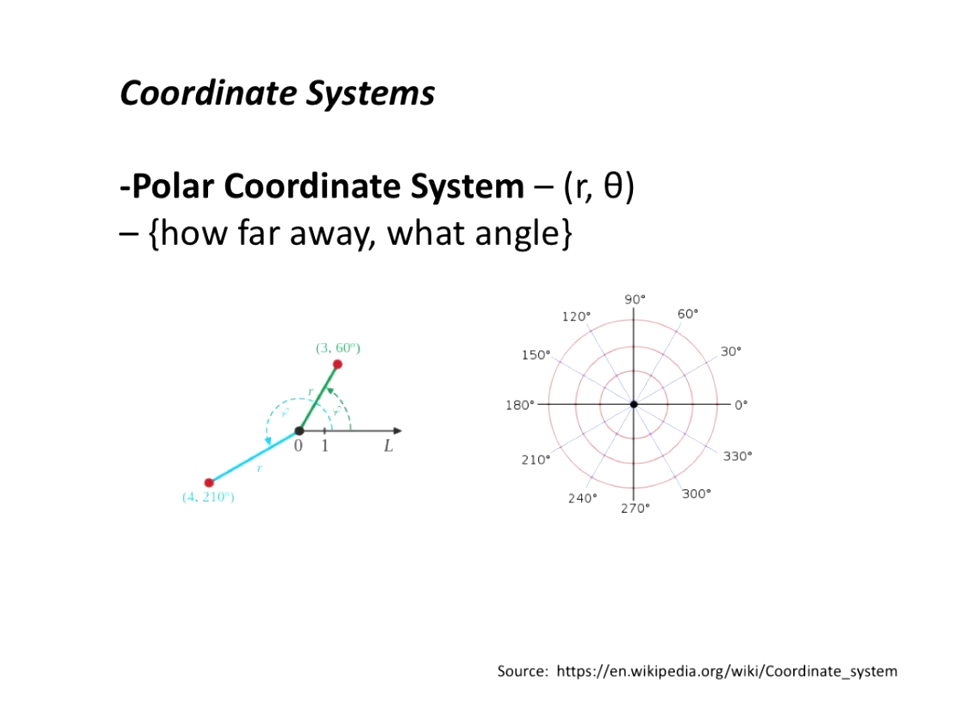 Coordinate Systems
-Polar Coordinate System – (r, θ)
– {how far away, what angle}
(3, 60°)
r
0 1 L
r
(4, 210°)
90°
120° 60°
150° 30°
180° 0°
210° 330°
240° 300°
270°
Source: https://en.wikipedia.org/wiki/Coordinate_system